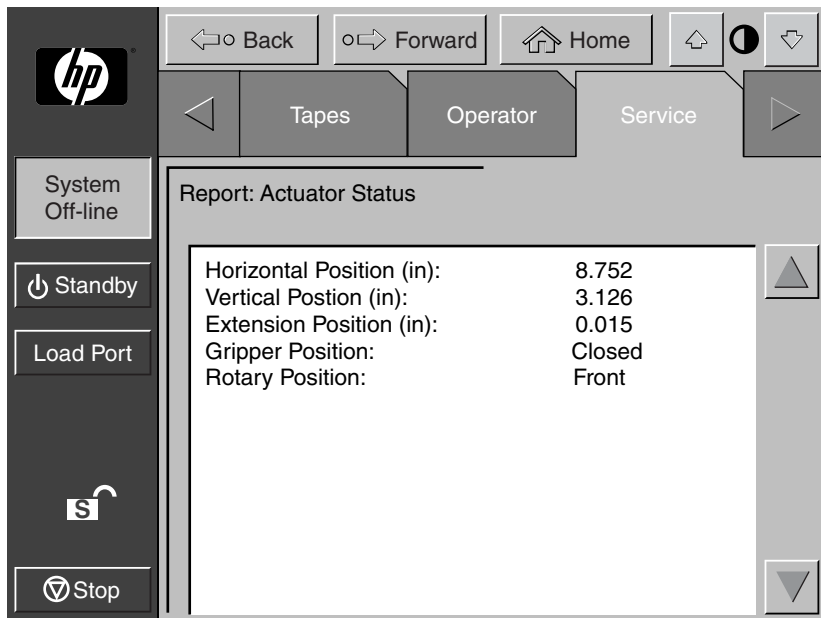 hp
Back
Forward
Home
Tapes
Operator
Service
System
Off-line
Standby
Load Port
S
Stop
Report: Actuator Status
Horizontal Position (in): 8.752
Vertical Postion (in): 3.126
Extension Position (in): 0.015
Gripper Position: Closed
Rotary Position: Front